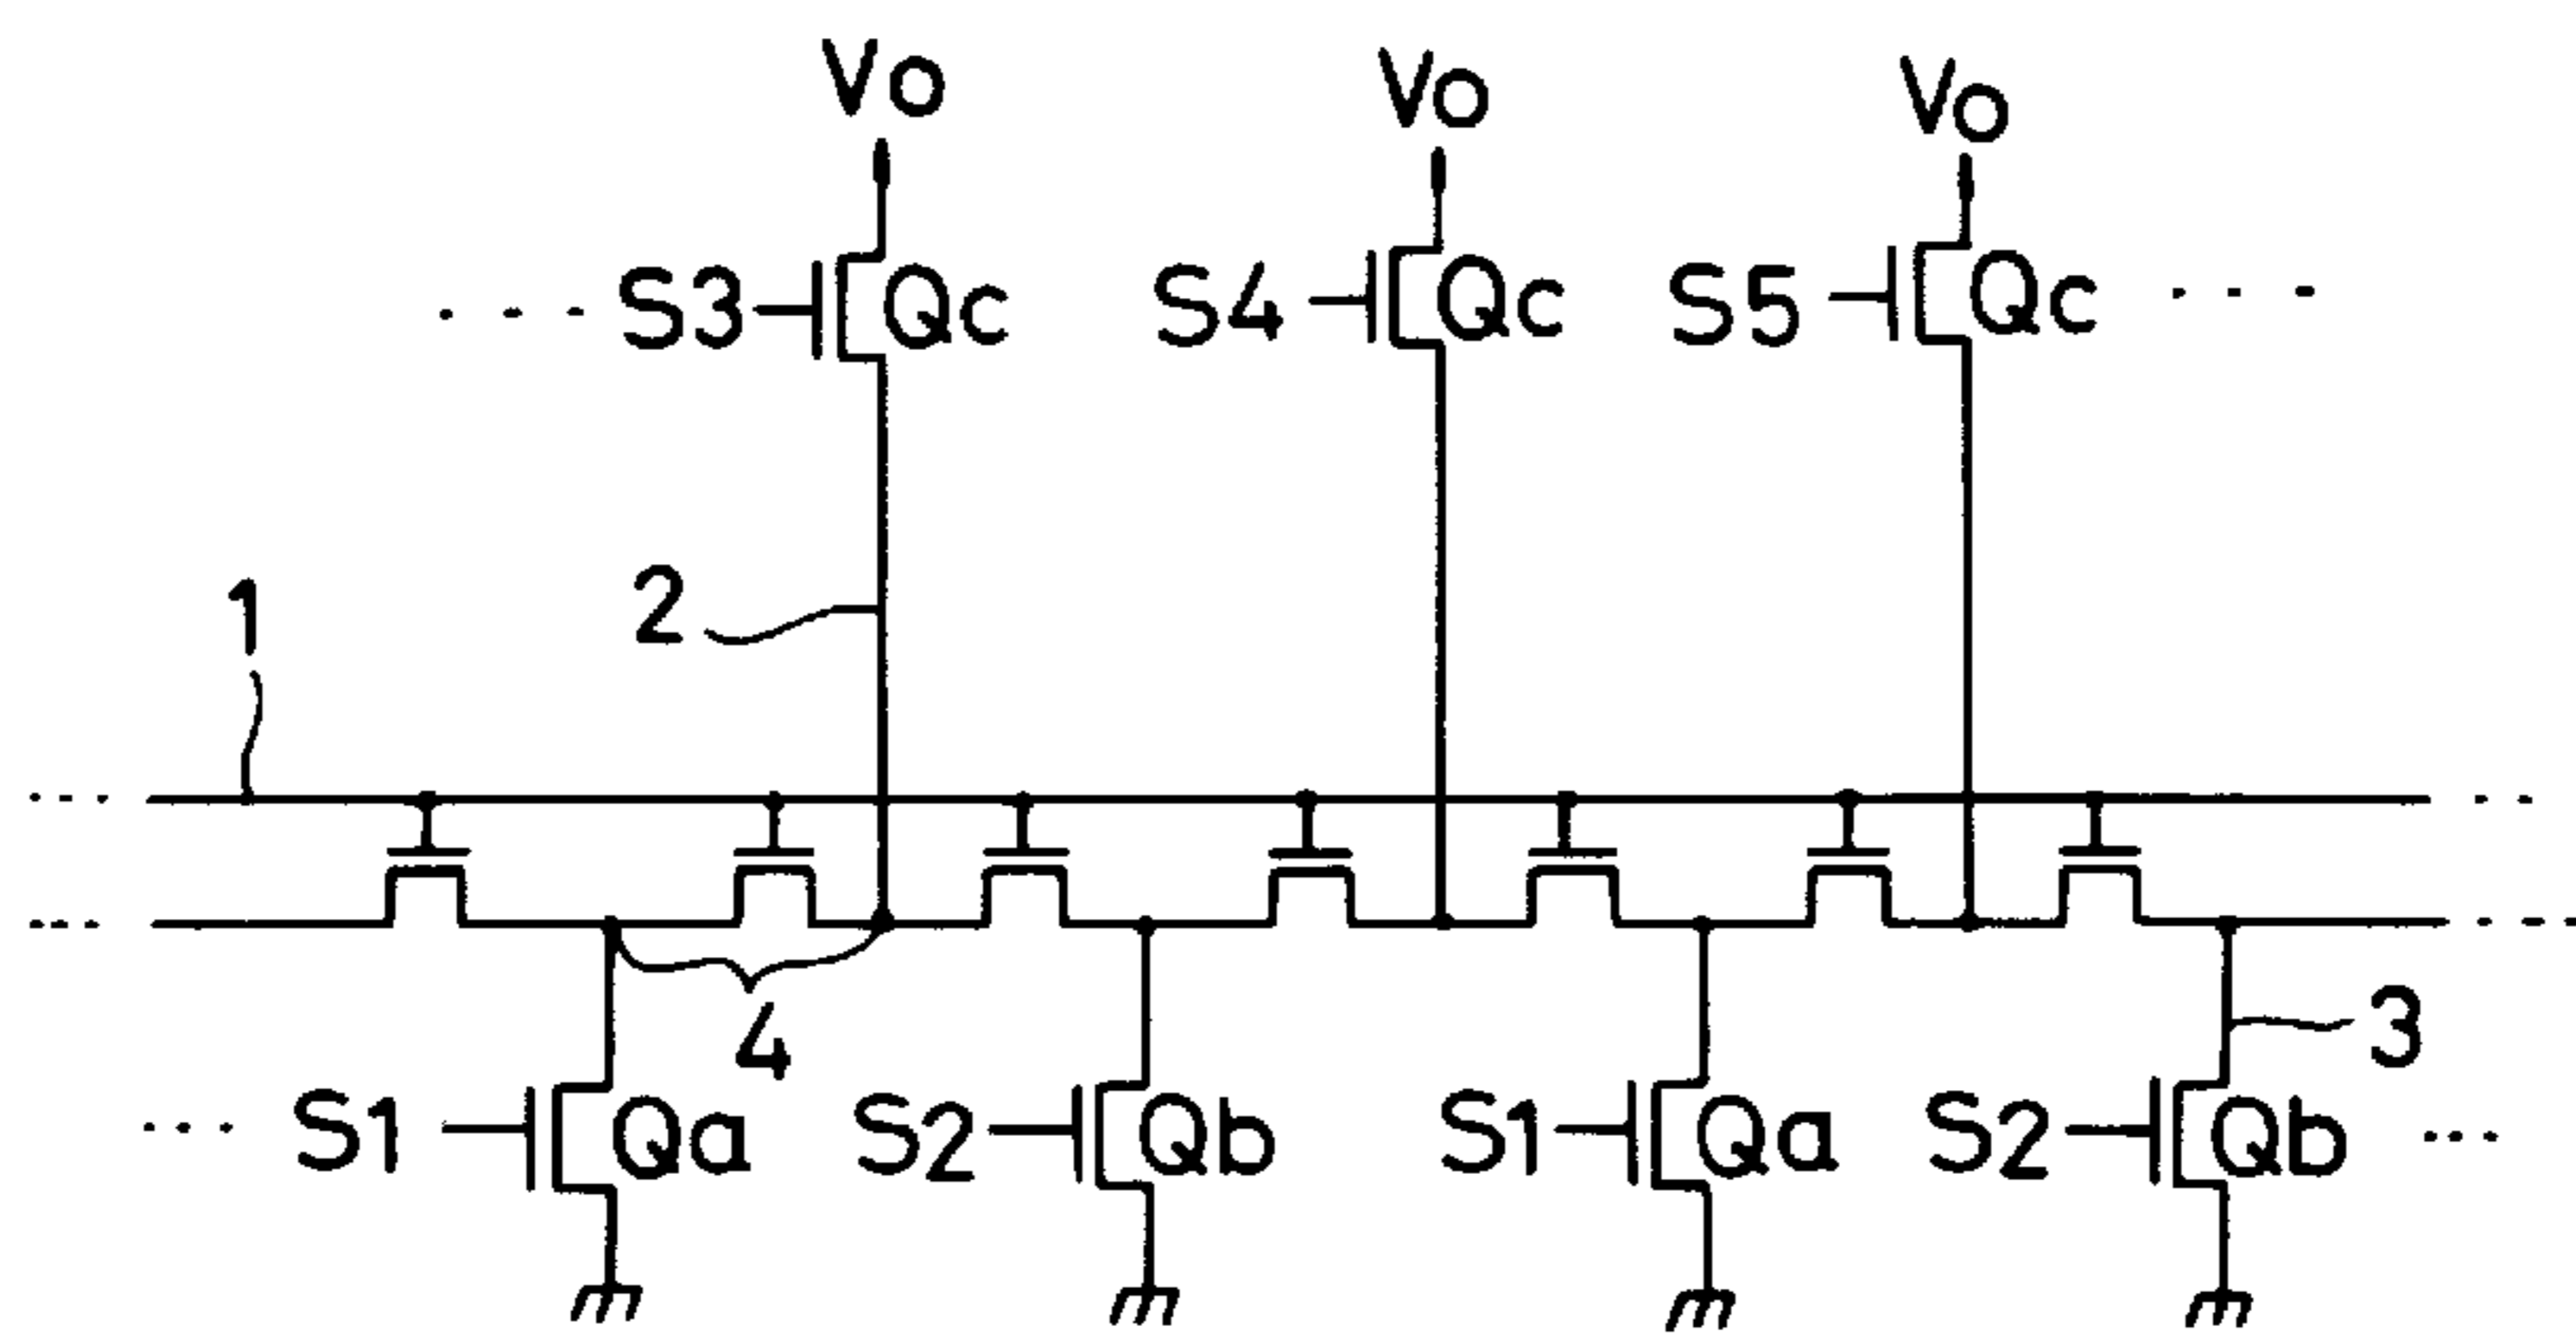 Vo Vo Vo
. . . S3 Qc S4 Qc S5 Qc . . .
2
1
4
3
. . . S1 Qa S2 Qb S1 Qa S2 Qb . . .